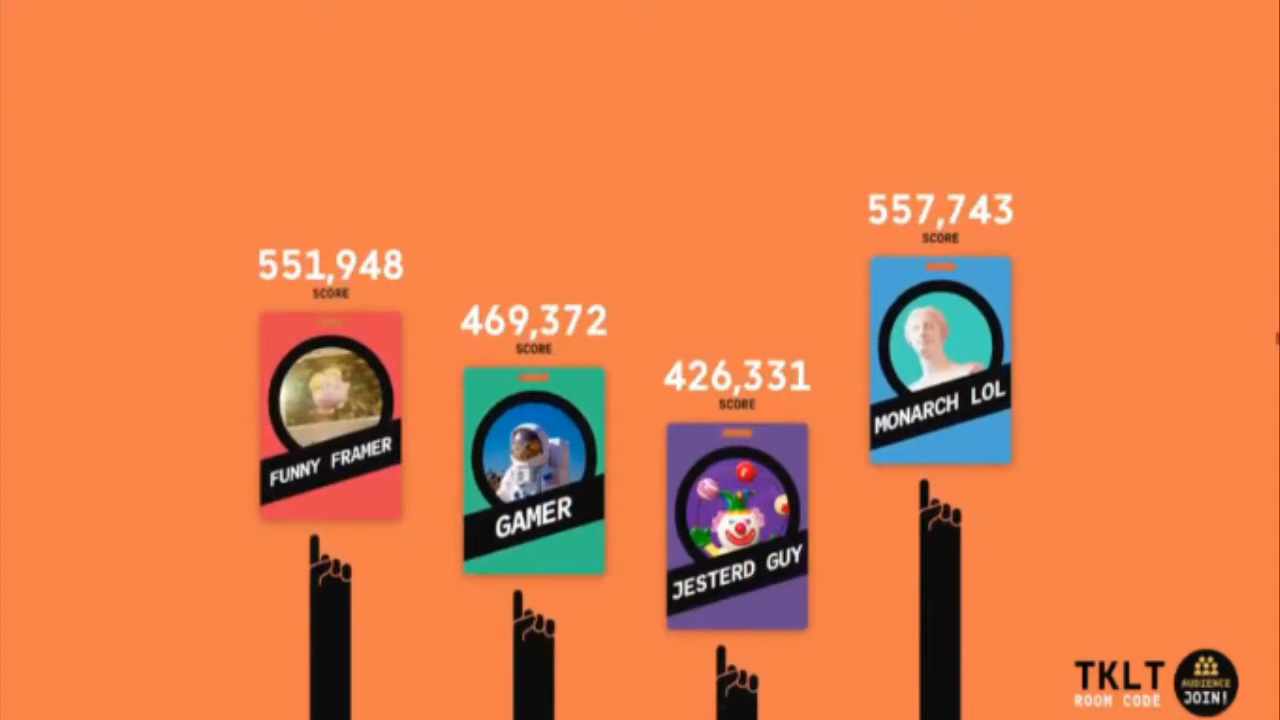 557,743
SCORE
551,948
SCORE
469,372
SCORE
426,331
SCORE
MONARCH LOL
FUNNY FRAMER
GAMER
JESTERD GUY
TKLT
ROOM CODE
AUDIENCE
JOIN!